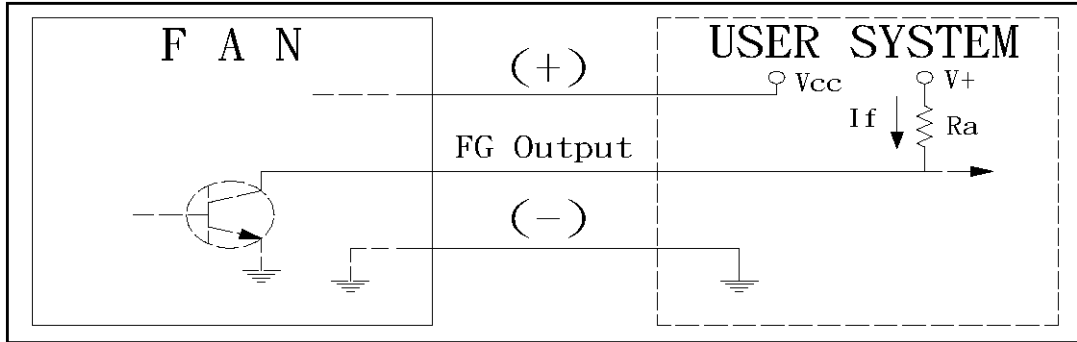 F A N
USER SYSTEM
(+)
Vcc
V+
If
Ra
FG Output
(-)